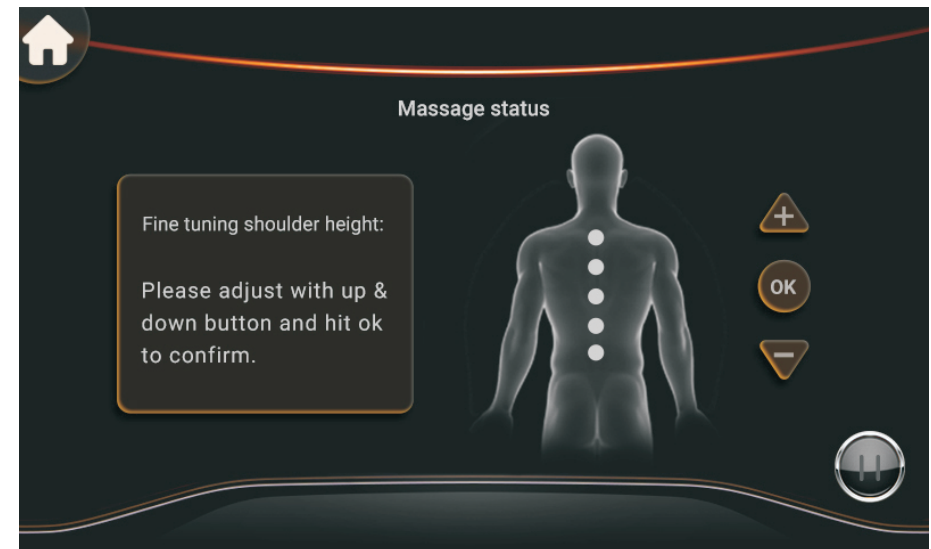 Massage status
Fine tuning shoulder height:
Please adjust with up &
down button and hit ok
to confirm.
+
OK
−